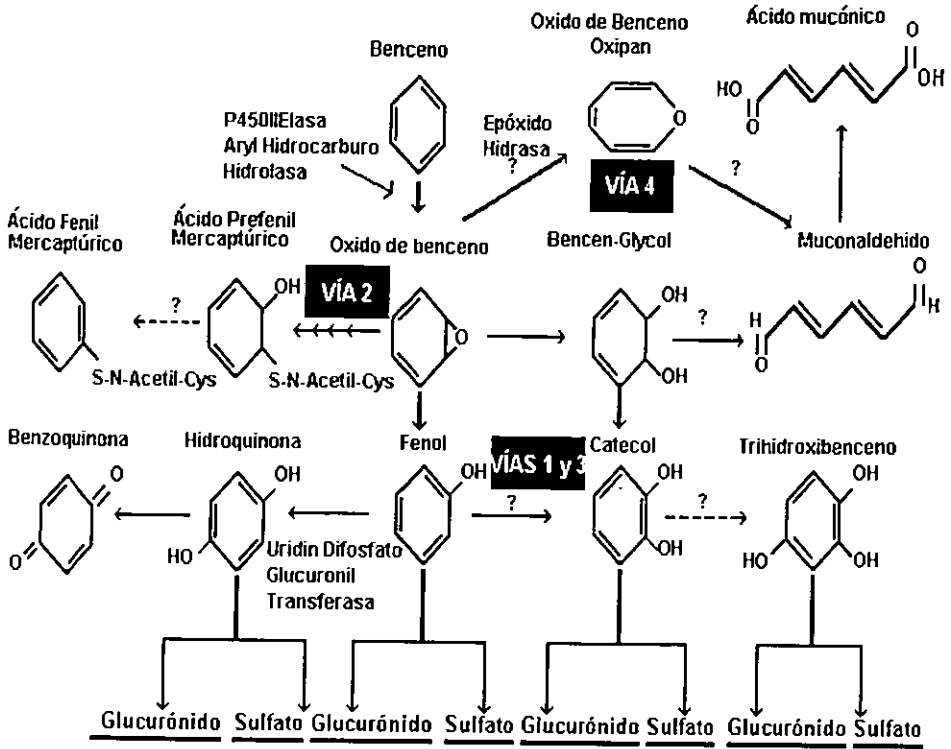 Benceno
Oxido de Benceno
Oxipan
Ácido mucónico
O
OH
HO
O
O
P450IIElasa
Aryl Hidrocarburo
Hidrolasa
Epóxido
Hidrasa
?
VÍA 4
?
Ácido Fenil
Mercaptúrico
Ácido Prefenil
Mercaptúrico
Oxido de benceno
Bencen-Glycol
Muconaldehido
?
OH
VÍA 2
O
OH
OH
?
O
H
H
O
S-N-Acetil-Cys
S-N-Acetil-Cys
Benzoquinona
Hidroquinona
Fenol
VÍAS 1 y 3
Catecol
Trihidroxibenceno
O
O
OH
HO
OH
?
OH
OH
?
OH
HO
OH
Uridin Difosfato
Glucuronil
Transferasa
Glucurónido Sulfato Glucurónido Sulfato Glucurónido Sulfato Glucurónido Sulfato